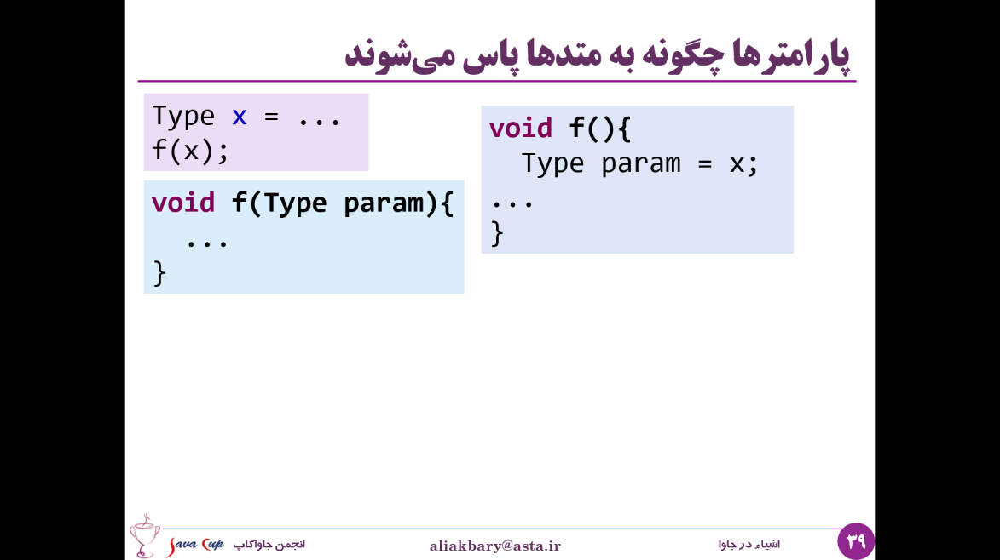 پارامترها چگونه به متدها پاس می‌شوند
Type x = ...
f(x);
void f(Type param){
  ...
}
void f(){
  Type param = x;
...
}
Java Cup انجمن جاواکاپ
aliakbary@asta.ir
اشیاء در جاوا
۳۹